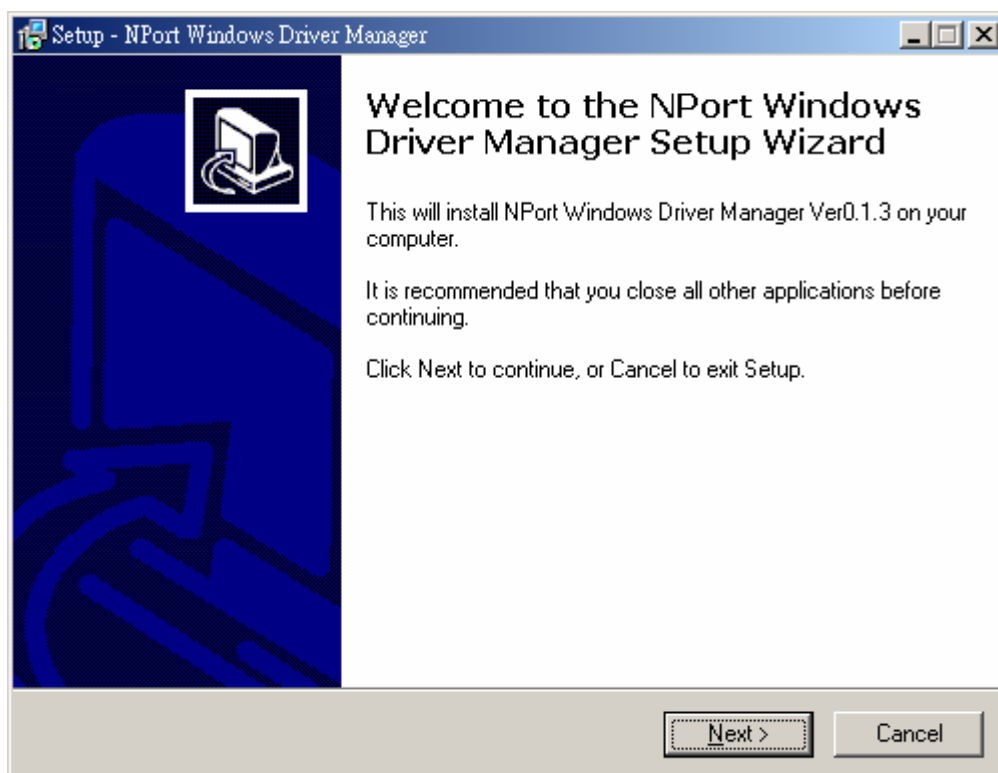 Setup - NPort Windows Driver Manager
Welcome to the NPort Windows
Driver Manager Setup Wizard
This will install NPort Windows Driver Manager Ver0.1.3 on your
computer.
It is recommended that you close all other applications before
continuing.
Click Next to continue, or Cancel to exit Setup.
Next >
Cancel